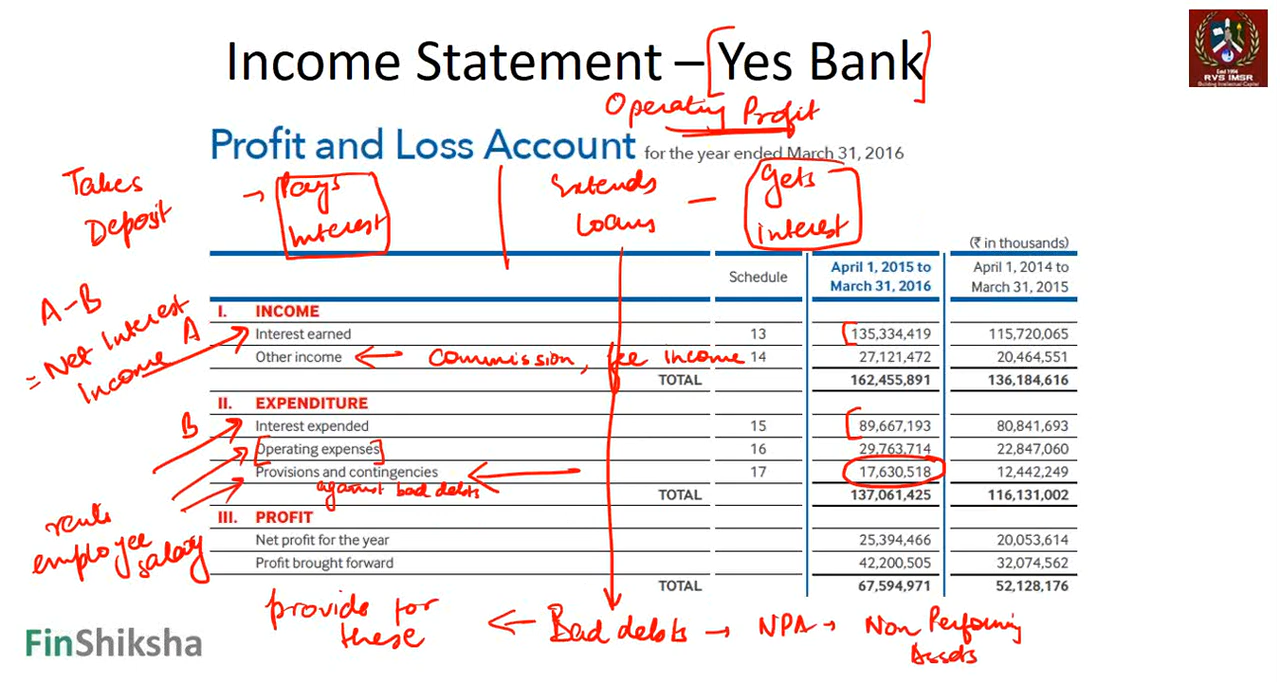 Income Statement – [Yes Bank]
Estd 1994
RVS IMSR
Building Intellectual Capital
Operating Profit
Profit and Loss Account for the year ended March 31, 2016
Takes Deposit → Pays Interest
Extends Loans – Gets interest
(₹ in thousands)
Schedule April 1, 2015 to March 31, 2016 April 1, 2014 to March 31, 2015
A-B = Net Interest Income
I. INCOME
A Interest earned 13 135,334,419 115,720,065
Other income ← Commission, fee income 14 27,121,472 20,464,551
TOTAL 162,455,891 136,184,616
II. EXPENDITURE
B Interest expended 15 89,667,193 80,841,693
[Operating expenses] 16 29,763,714 22,847,060
Provisions and contingencies 17 17,630,518 12,442,249
against bad debts
TOTAL 137,061,425 116,131,002
rent employee salary
III. PROFIT
Net profit for the year 25,394,466 20,053,614
Profit brought forward 42,200,505 32,074,562
TOTAL 67,594,971 52,128,176
provide for these ← Bad debts → NPA → Non Performing Assets
FinShiksha